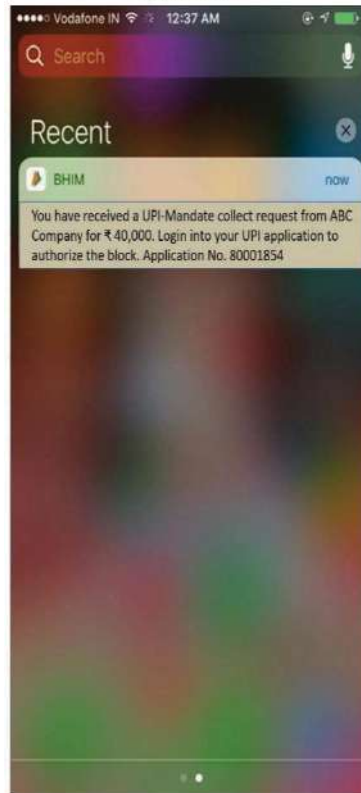 Vodafone IN 12:37 AM
Search
Recent
BHIM now
You have received a UPI-Mandate collect request from ABC
Company for ₹ 40,000. Login into your UPI application to
authorize the block. Application No. 80001854